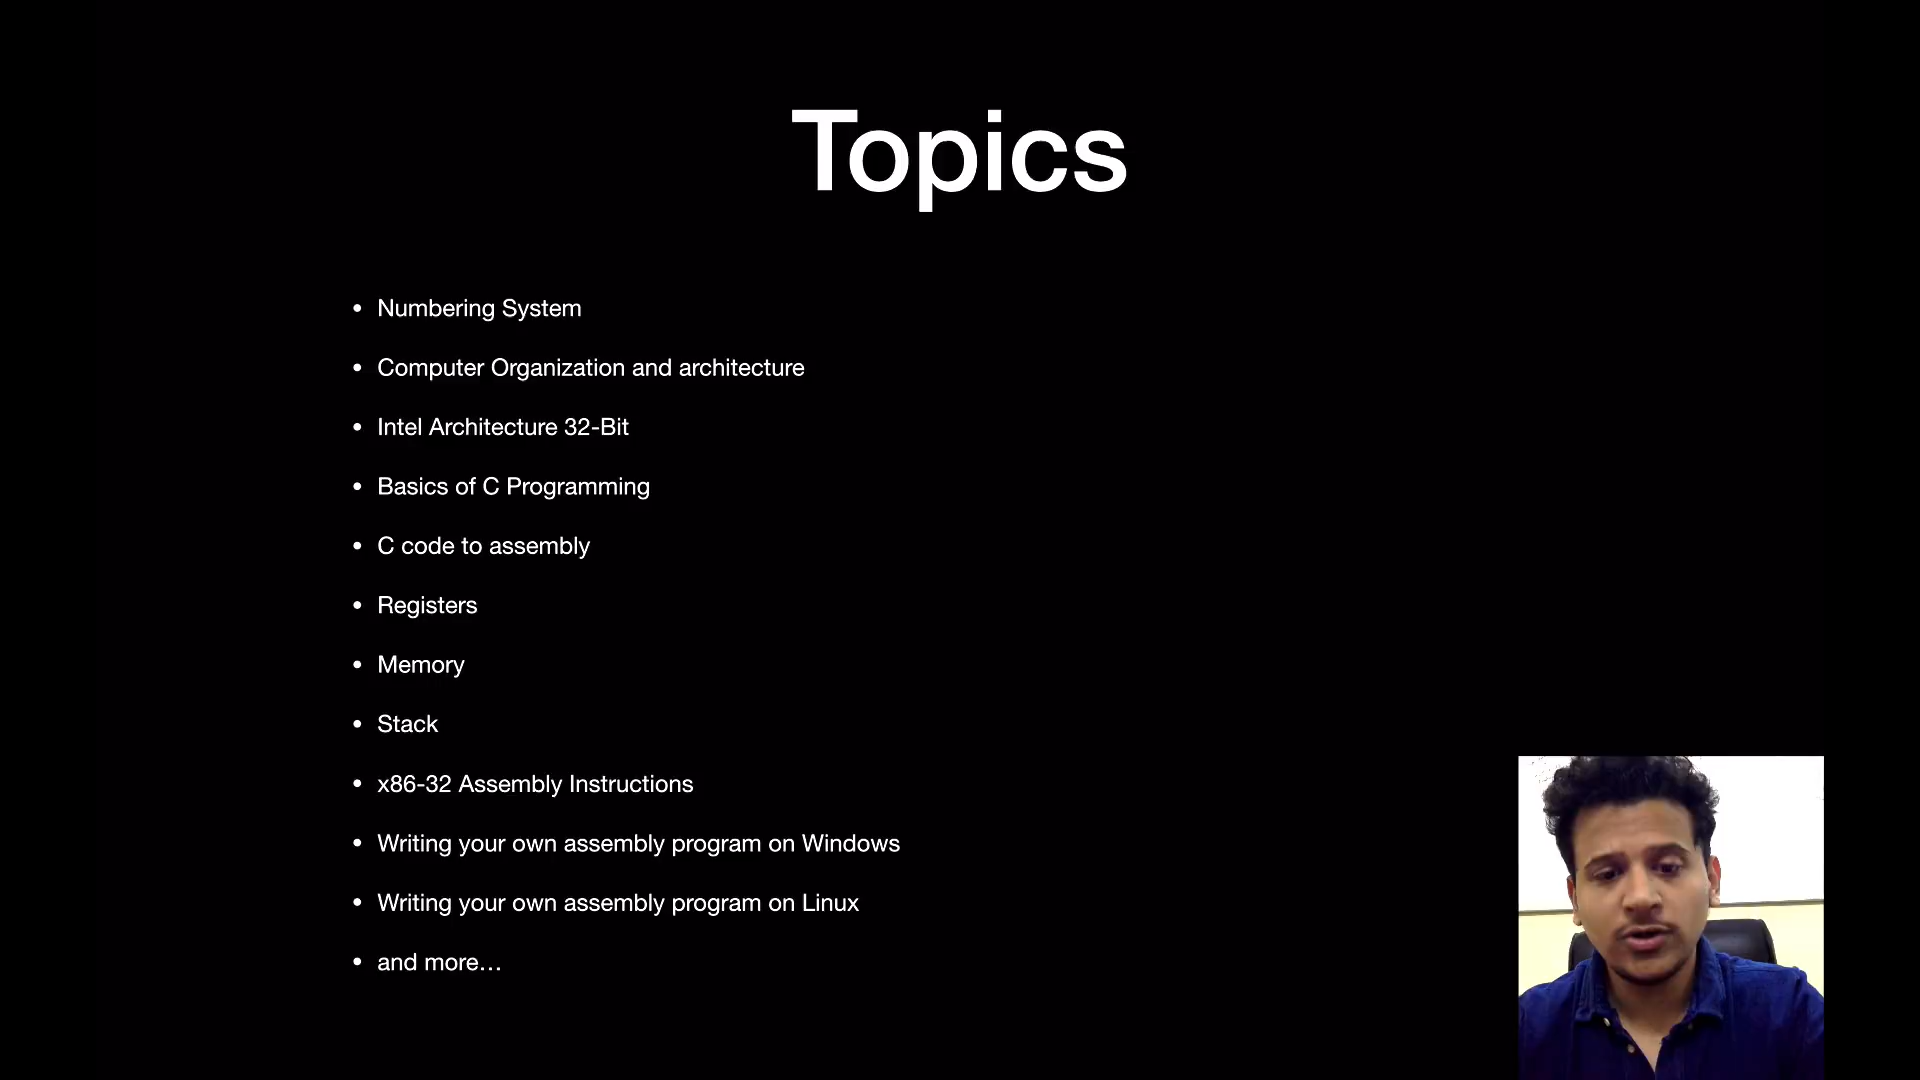 Topics
• Numbering System
• Computer Organization and architecture
• Intel Architecture 32-Bit
• Basics of C Programming
• C code to assembly
• Registers
• Memory
• Stack
• x86-32 Assembly Instructions
• Writing your own assembly program on Windows
• Writing your own assembly program on Linux
• and more…